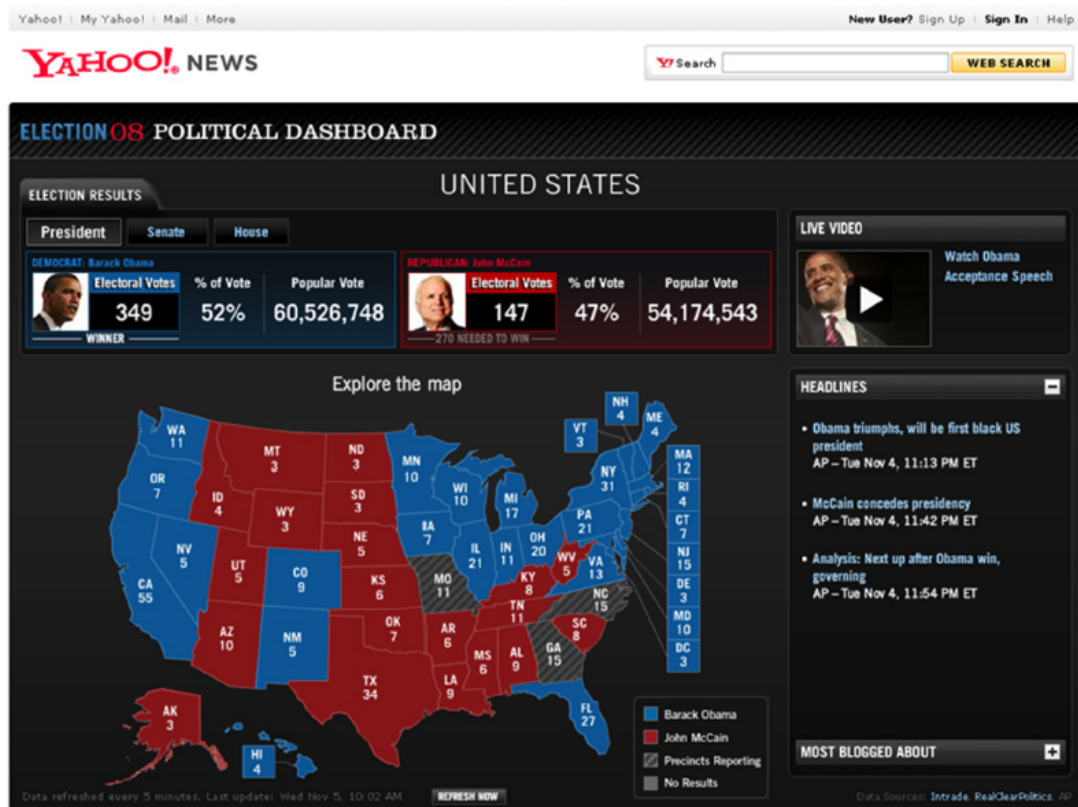 Yahoo! My Yahoo! Mail More
New User? Sign Up Sign In Help
YAHOO! NEWS
Y! Search WEB SEARCH
ELECTION 08 POLITICAL DASHBOARD
ELECTION RESULTS
UNITED STATES
President Senate House
DEMOCRAT: Barack Obama
Electoral Votes % of Vote Popular Vote
349 52% 60,526,748
WINNER
REPUBLICAN: John McCain
Electoral Votes % of Vote Popular Vote
147 47% 54,174,543
270 NEEDED TO WIN
LIVE VIDEO
Watch Obama
Acceptance Speech
Explore the map
WA
11
OR
7
CA
55
NV
5
ID
4
MT
3
WY
3
UT
5
AZ
10
CO
9
NM
5
ND
3
SD
3
NE
5
KS
6
OK
7
TX
34
MN
10
IA
7
MO
11
AR
6
LA
9
WI
10
IL
21
MI
17
IN
11
OH
20
KY
8
TN
11
MS
6
AL
9
GA
15
FL
27
SC
8
NC
15
VA
13
WV
5
PA
21
NY
31
VT
3
NH
4
ME
4
MA
12
RI
4
CT
7
NJ
15
DE
3
MD
10
DC
3
AK
3
HI
4
Barack Obama
John McCain
Precincts Reporting
No Results
HEADLINES
• Obama triumphs, will be first black US
president
AP – Tue Nov 4, 11:13 PM ET
• McCain concedes presidency
AP – Tue Nov 4, 11:42 PM ET
• Analysis: Next up after Obama win,
governing
AP – Tue Nov 4, 11:54 PM ET
MOST BLOGGED ABOUT
Data refreshed every 5 minutes. Last update: Wed Nov 5, 10:02 AM
REFRESH NOW
Data Sources: Intrade, RealClearPolitics, AP